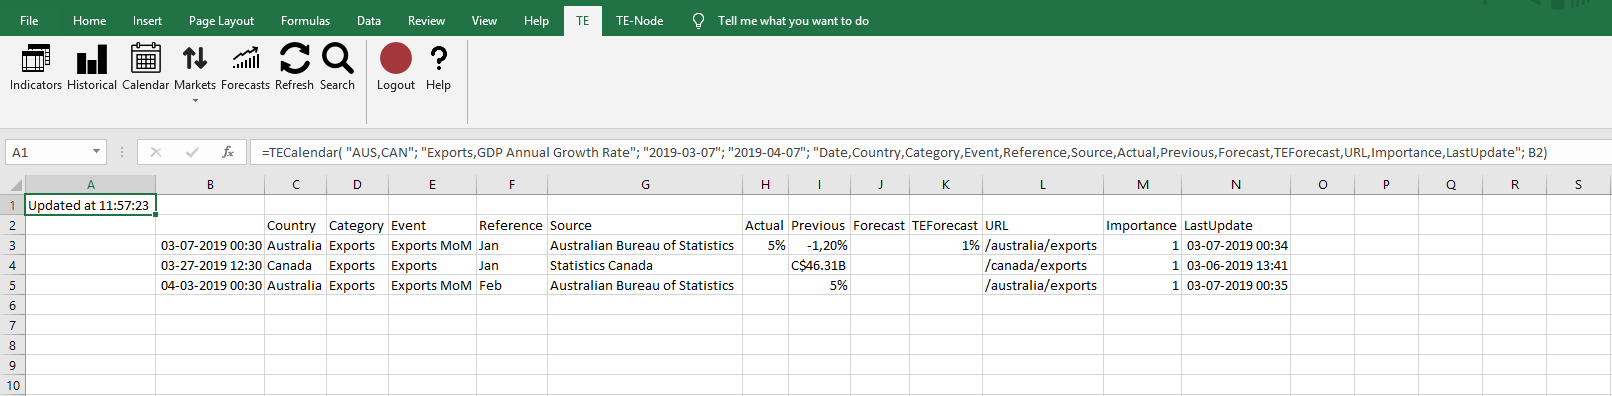 File Home Insert Page Layout Formulas Data Review View Help TE TE-Node Tell me what you want to do
Indicators Historical Calendar Markets Forecasts Refresh Search Logout Help
A1 fx =TECalendar( "AUS,CAN"; "Exports,GDP Annual Growth Rate"; "2019-03-07"; "2019-04-07"; "Date,Country,Category,Event,Reference,Source,Actual,Previous,Forecast,TEForecast,URL,Importance,LastUpdate"; B2)
A B C D E F G H I J K L M N O P Q R S
1 Updated at 11:57:23
2 Country Category Event Reference Source Actual Previous Forecast TEForecast URL Importance LastUpdate
3 03-07-2019 00:30 Australia Exports Exports MoM Jan Australian Bureau of Statistics 5% -1,20% 1% /australia/exports 1 03-07-2019 00:34
4 03-27-2019 12:30 Canada Exports Exports Jan Statistics Canada C$46.31B /canada/exports 1 03-06-2019 13:41
5 04-03-2019 00:30 Australia Exports Exports MoM Feb Australian Bureau of Statistics 5% /australia/exports 1 03-07-2019 00:35
6
7
8
9
10